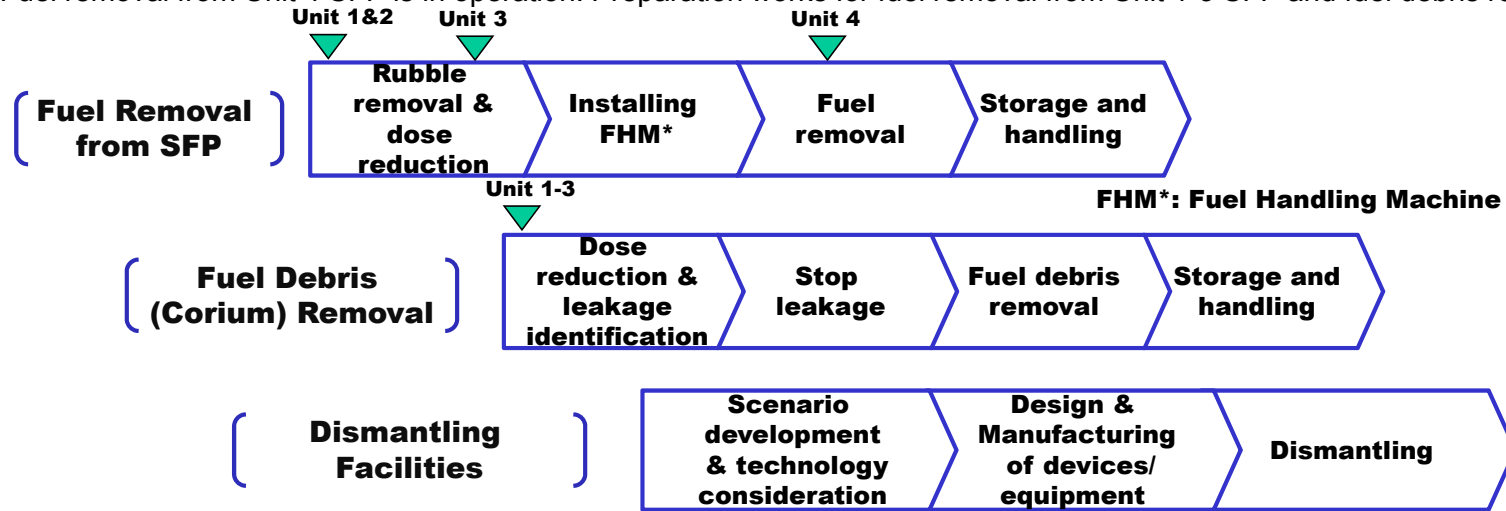 Unit 1&2 Unit 3 Unit 4
Fuel Removal
from SFP
Rubble
removal &
dose
reduction
Installing
FHM*
Fuel
removal
Storage and
handling
FHM*: Fuel Handling Machine
Unit 1-3
Fuel Debris
(Corium) Removal
Dose
reduction &
leakage
identification
Stop
leakage
Fuel debris
removal
Storage and
handling
Dismantling
Facilities
Scenario
development
& technology
consideration
Design &
Manufacturing
of devices/
equipment
Dismantling